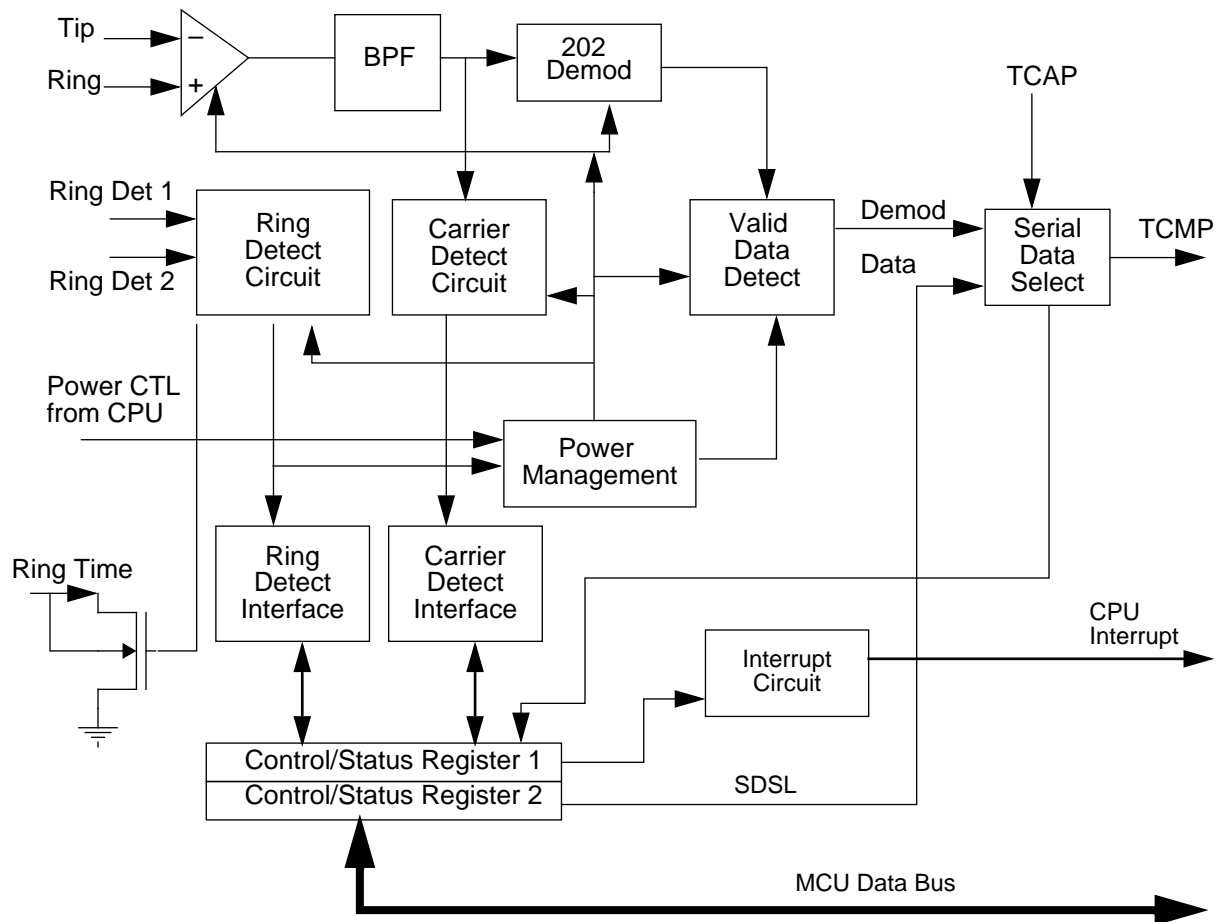 Tip
−
Ring
+
BPF
202
Demod
TCAP
Ring Det 1
Ring Det 2
Ring
Detect
Circuit
Carrier
Detect
Circuit
Valid
Data
Detect
Demod
Data
Serial
Data
Select
TCMP
Power CTL
from CPU
Power
Management
Ring Time
Ring
Detect
Interface
Carrier
Detect
Interface
Interrupt
Circuit
CPU
Interrupt
Control/Status Register 1
Control/Status Register 2
SDSL
MCU Data Bus